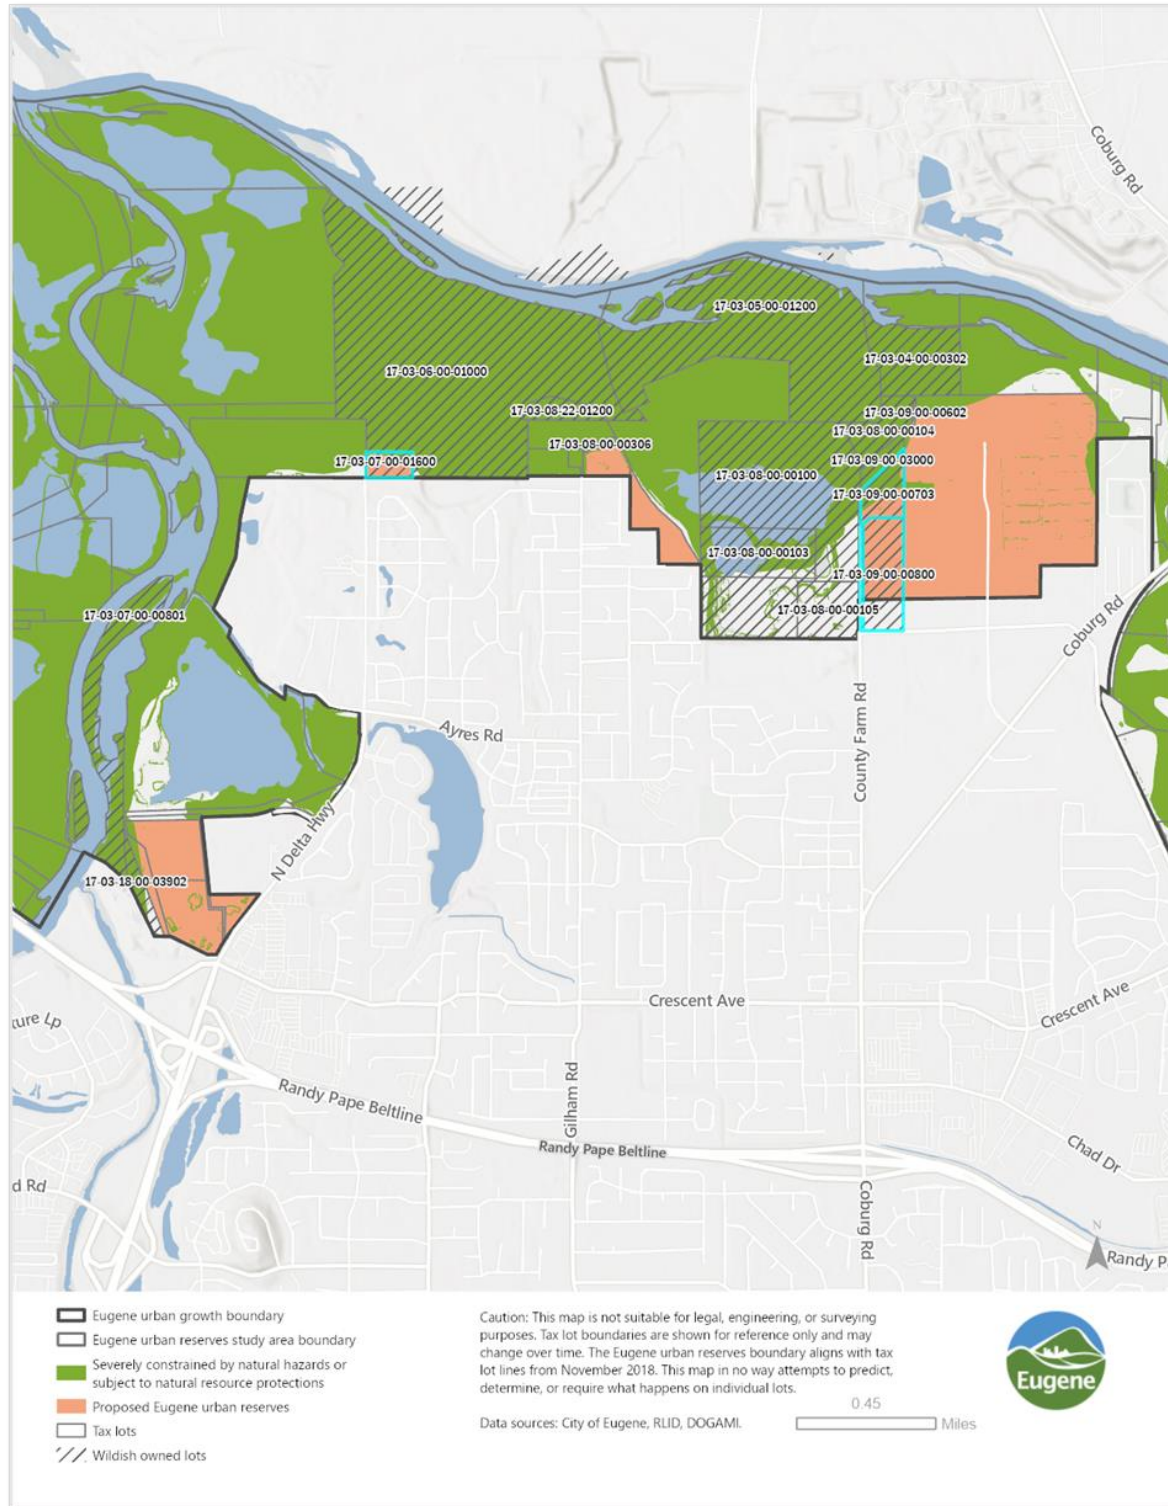 Coburg Rd
17-03-05-00-01200
17-03-04-00-00302
17-03-06-00-01000
17-03-08-22-01200
17-03-09-00-00602
17-03-08-00-00104
17-03-08-00-00306
17-03-07-00-01600
17-03-09-00-03000
17-03-08-00-00100
17-03-09-00-00703
17-03-08-00-00103
17-03-09-00-00800
17-03-08-00-00105
17-03-07-00-00801
Coburg Rd
County Farm Rd
Ayres Rd
N Delta Hwy
17-03-18-00-03902
Crescent Ave
Crescent Ave
ure Lp
Randy Pape Beltline
Gilham Rd
Randy Pape Beltline
Chad Dr
d Rd
Coburg Rd
N
Randy P
Eugene urban growth boundary
Eugene urban reserves study area boundary
Severely constrained by natural hazards or
subject to natural resource protections
Proposed Eugene urban reserves
Tax lots
Wildish owned lots
Caution: This map is not suitable for legal, engineering, or surveying
purposes. Tax lot boundaries are shown for reference only and may
change over time. The Eugene urban reserves boundary aligns with tax
lot lines from November 2018. This map in no way attempts to predict,
determine, or require what happens on individual lots.
0.45
Data sources: City of Eugene, RLID, DOGAMI.
Miles
Eugene